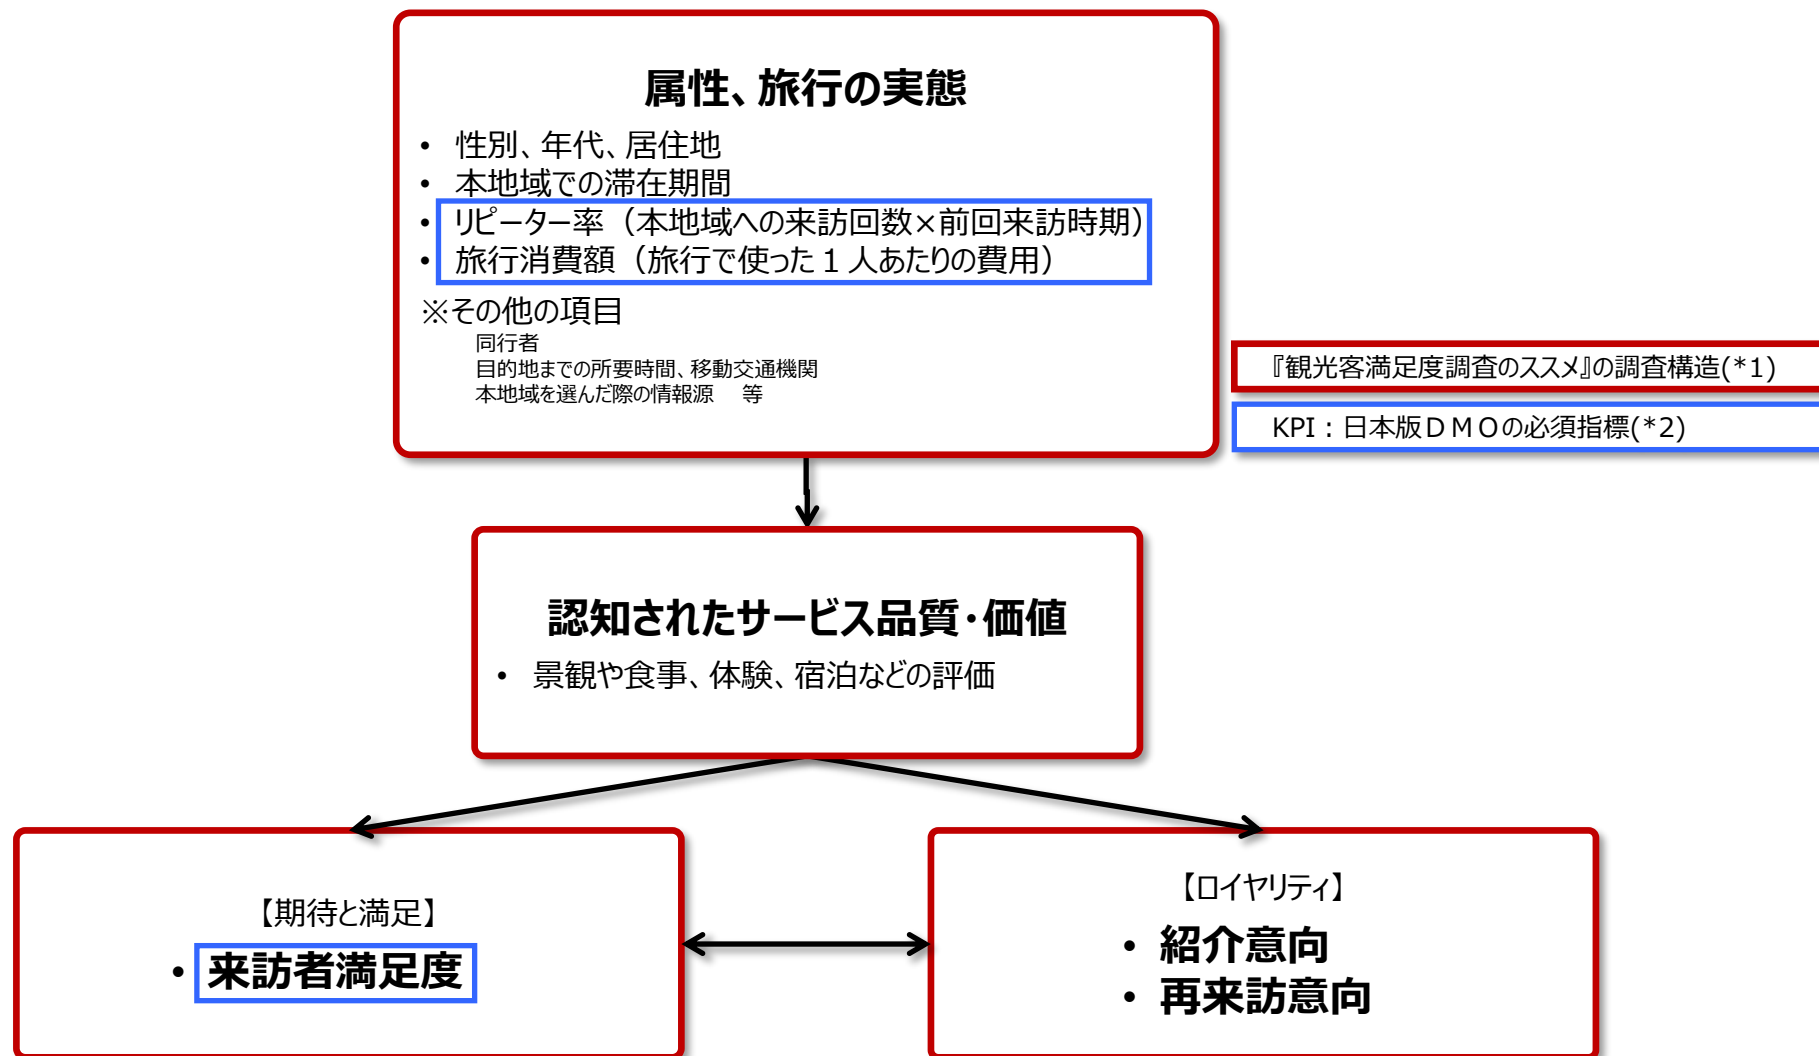 属性、旅行の実態
• 性別、年代、居住地
• 本地域での滞在期間
• リピーター率（本地域への来訪回数×前回来訪時期）
• 旅行消費額（旅行で使った１人あたりの費用）
※その他の項目
同行者
目的地までの所要時間、移動交通機関
本地域を選んだ際の情報源　等
『観光客満足度調査のススメ』の調査構造(*1)
KPI：日本版ＤＭＯの必須指標(*2)
認知されたサービス品質・価値
• 景観や食事、体験、宿泊などの評価
【期待と満足】
• 来訪者満足度
【ロイヤリティ】
• 紹介意向
• 再来訪意向